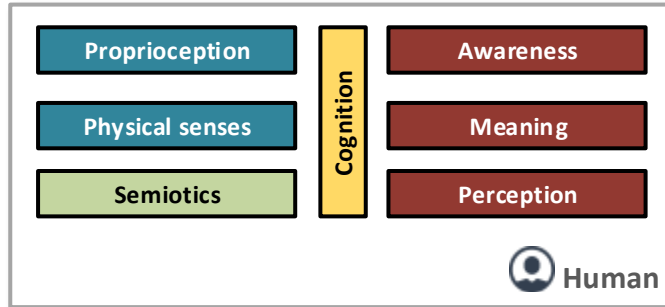 Proprioception
Physical senses
Semiotics
Cognition
Awareness
Meaning
Perception
Human